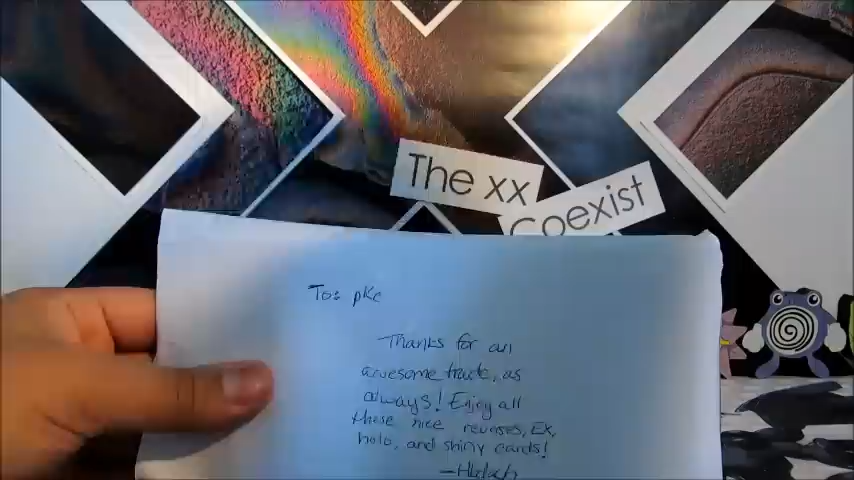 The xx
Coexist
To: pKc
Thanks for an
awesome trade, as
always! Enjoy all
these nice reverses, EX,
holo, and shiny cards!